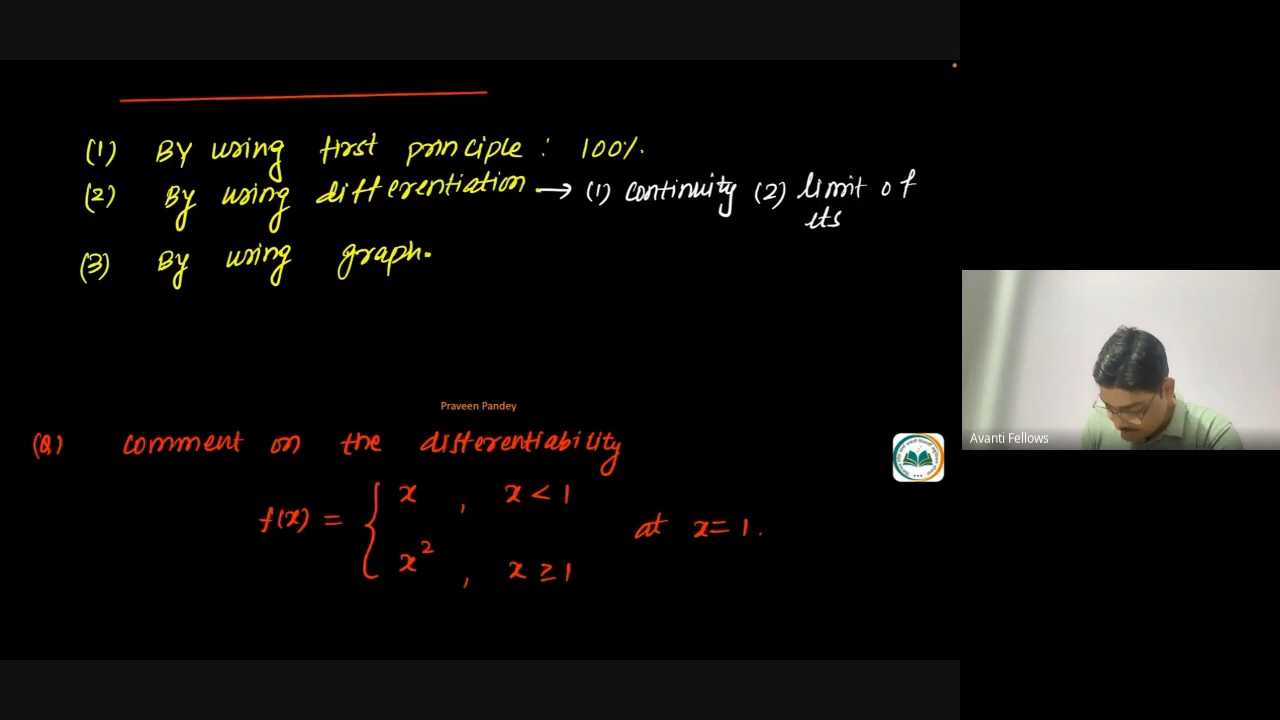 (1) By using first principle : 100%.
(2) By using differentiation. → (1) continuity (2) limit of its
(3) By using graph.
Praveen Pandey
(Q) comment on the differentiability
f(x) = { x , x < 1
x² , x ≥ 1
at x = 1.
Avanti Fellows